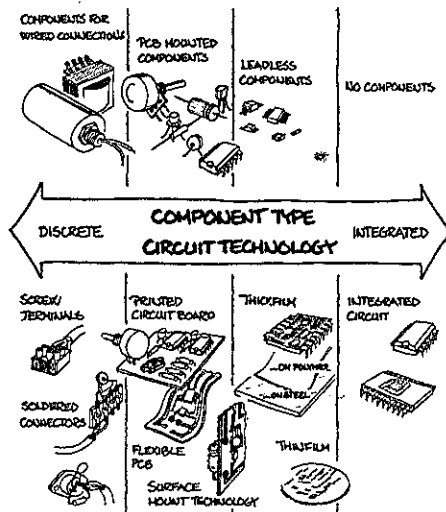 COMPONENTS FOR
WIRED CONNECTIONS
PCB MOUNTED
COMPONENTS
LEADLESS
COMPONENTS
NO COMPONENTS
COMPONENT TYPE
DISCRETE
CIRCUIT TECHNOLOGY
INTEGRATED
SCREW
TERMINALS
PRINTED
CIRCUIT BOARD
THICKFILM
INTEGRATED
CIRCUIT
...ON POLYMER
...ON STEEL
SOLDERED
CONNECTORS
FLEXIBLE
PCB
SURFACE
MOUNT TECHNOLOGY
THINFILM